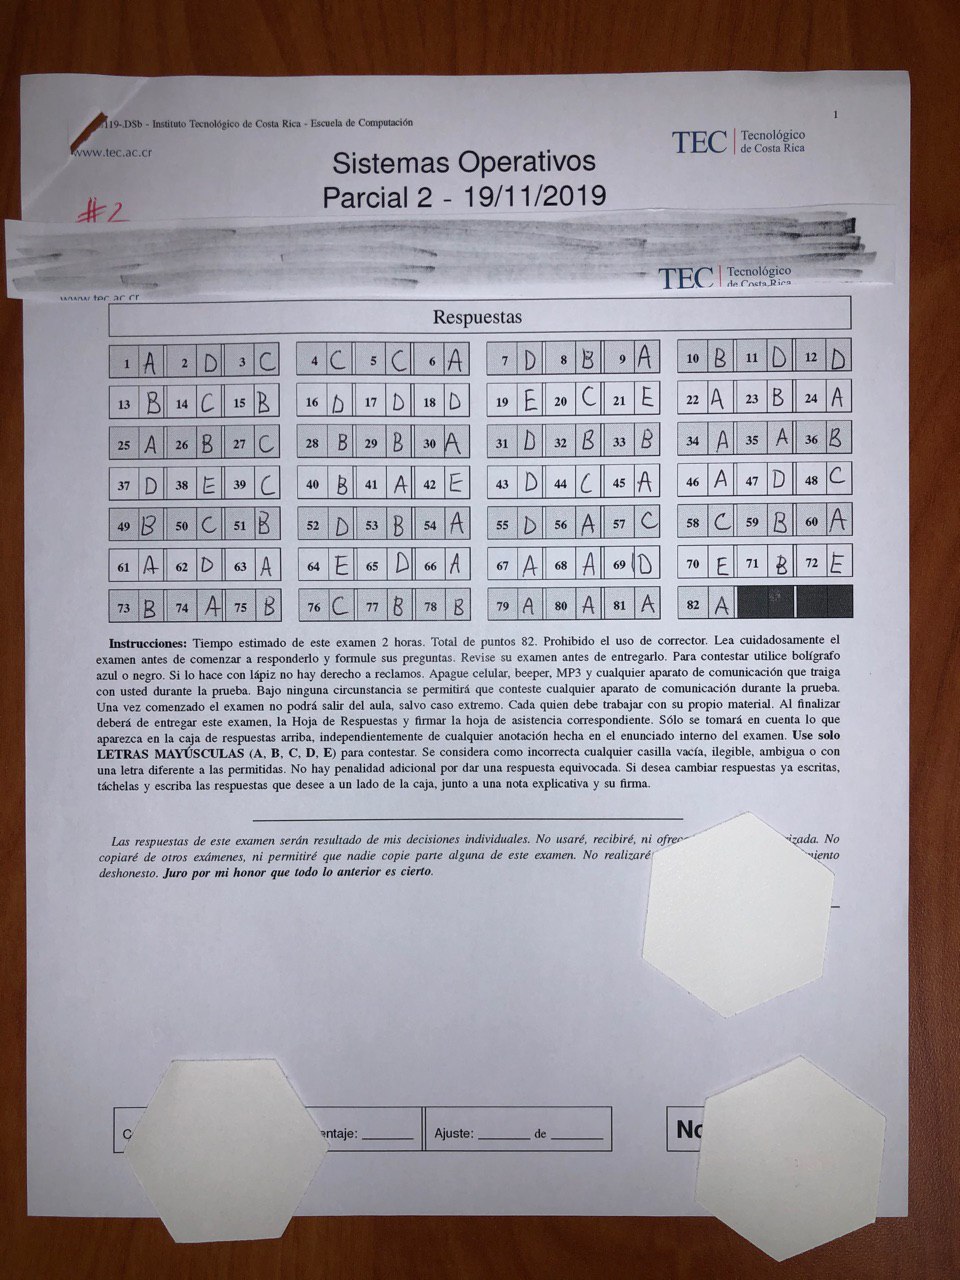 119-DSb - Instituto Tecnológico de Costa Rica - Escuela de Computación
1
www.tec.ac.cr
TEC | Tecnológico
de Costa Rica
Sistemas Operativos
Parcial 2 - 19/11/2019
#2
TEC | Tecnológico
de Costa Rica
www.tec.ac.cr
Respuestas
1 A 2 D 3 C 4 C 5 C 6 A 7 D 8 B 9 A 10 B 11 D 12 D
13 B 14 C 15 B 16 D 17 D 18 D 19 E 20 C 21 E 22 A 23 B 24 A
25 A 26 B 27 C 28 B 29 B 30 A 31 D 32 B 33 B 34 A 35 A 36 B
37 D 38 E 39 C 40 B 41 A 42 E 43 D 44 C 45 A 46 A 47 D 48 C
49 B 50 C 51 B 52 D 53 B 54 A 55 D 56 A 57 C 58 C 59 B 60 A
61 A 62 D 63 A 64 E 65 D 66 A 67 A 68 A 69 D 70 E 71 B 72 E
73 B 74 A 75 B 76 C 77 B 78 B 79 A 80 A 81 A 82 A
Instrucciones: Tiempo estimado de este examen 2 horas. Total de puntos 82. Prohibido el uso de corrector. Lea cuidadosamente el
examen antes de comenzar a responderlo y formule sus preguntas. Revise su examen antes de entregarlo. Para contestar utilice bolígrafo
azul o negro. Si lo hace con lápiz no hay derecho a reclamos. Apague celular, beeper, MP3 y cualquier aparato de comunicación que traiga
con usted durante la prueba. Bajo ninguna circunstancia se permitirá que conteste cualquier aparato de comunicación durante la prueba.
Una vez comenzado el examen no podrá salir del aula, salvo caso extremo. Cada quien debe trabajar con su propio material. Al finalizar
deberá de entregar este examen, la Hoja de Respuestas y firmar la hoja de asistencia correspondiente. Sólo se tomará en cuenta lo que
aparezca en la caja de respuestas arriba, independientemente de cualquier anotación hecha en el enunciado interno del examen. Use solo
LETRAS MAYÚSCULAS (A, B, C, D, E) para contestar. Se considera como incorrecta cualquier casilla vacía, ilegible, ambigua o con
una letra diferente a las permitidas. No hay penalidad adicional por dar una respuesta equivocada. Si desea cambiar respuestas ya escritas,
táchelas y escriba las respuestas que desee a un lado de la caja, junto a una nota explicativa y su firma.
Las respuestas de este examen serán resultado de mis decisiones individuales. No usaré, recibiré, ni ofrec rizada. No
copiaré de otros exámenes, ni permitiré que nadie copie parte alguna de este examen. No realizaré miento
deshonesto. Juro por mi honor que todo lo anterior es cierto.
C entaje: ______ Ajuste: ______ de ______ No